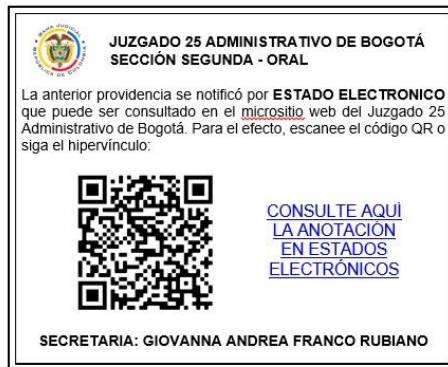 JUZGADO 25 ADMINISTRATIVO DE BOGOTÁ
SECCIÓN SEGUNDA - ORAL
La anterior providencia se notificó por ESTADO ELECTRONICO
que puede ser consultado en el micrositio web del Juzgado 25
Administrativo de Bogotá. Para el efecto, escanee el código QR o
siga el hipervínculo:
CONSULTE AQUÍ
LA ANOTACIÓN
EN ESTADOS
ELECTRÓNICOS
SECRETARIA: GIOVANNA ANDREA FRANCO RUBIANO